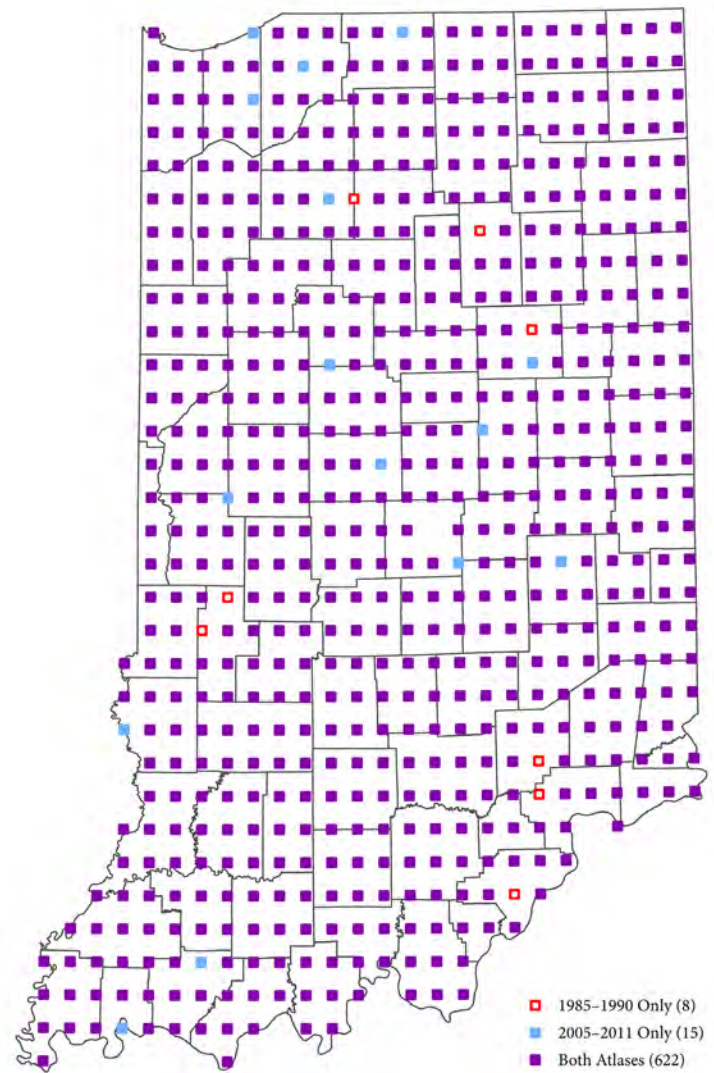 1985–1990 Only (8)
2005–2011 Only (15)
Both Atlases (622)